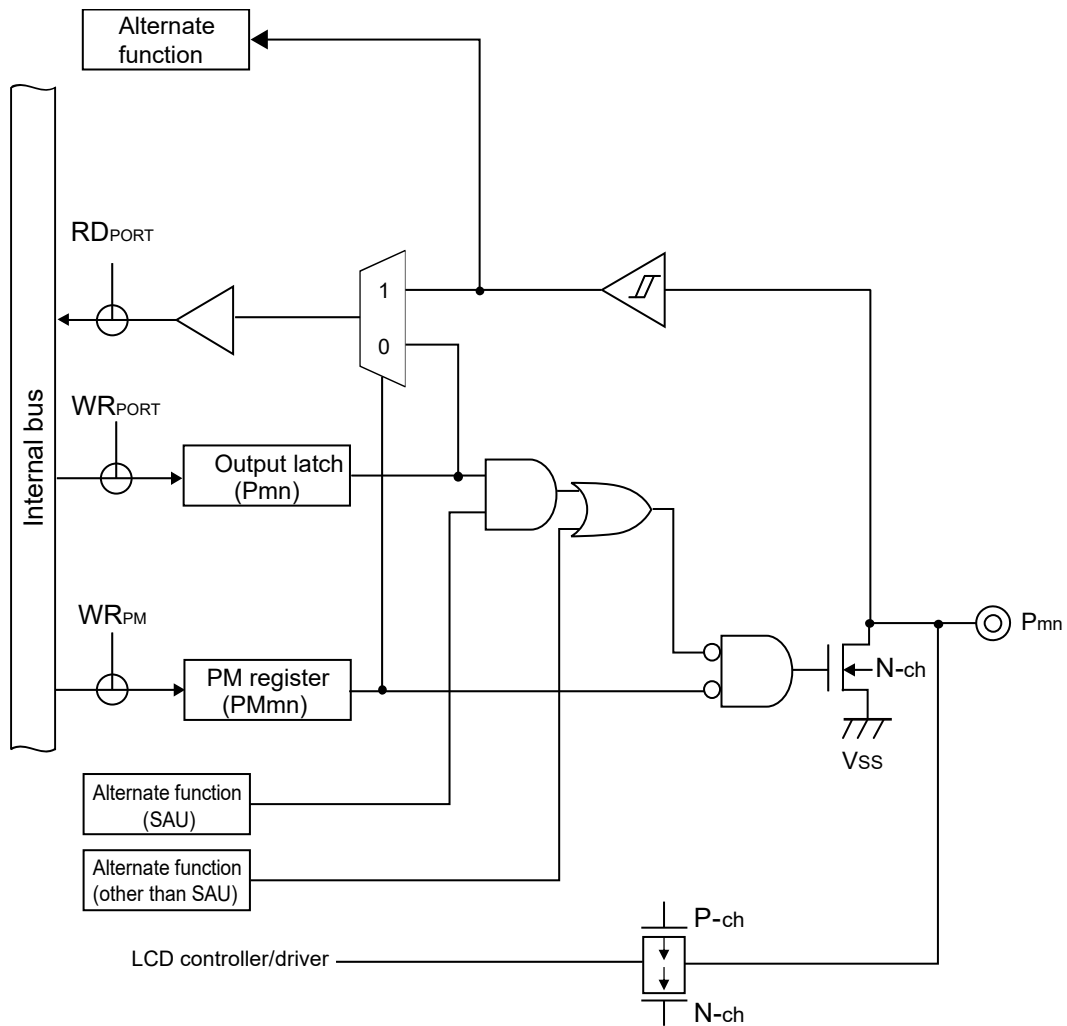 Alternate
function
RDPORT
1
0
WRPORT
Output latch
(Pmn)
Internal bus
WRPM
PM register
(PMmn)
Pmn
N-ch
VSS
Alternate function
(SAU)
Alternate function
(other than SAU)
P-ch
LCD controller/driver
N-ch